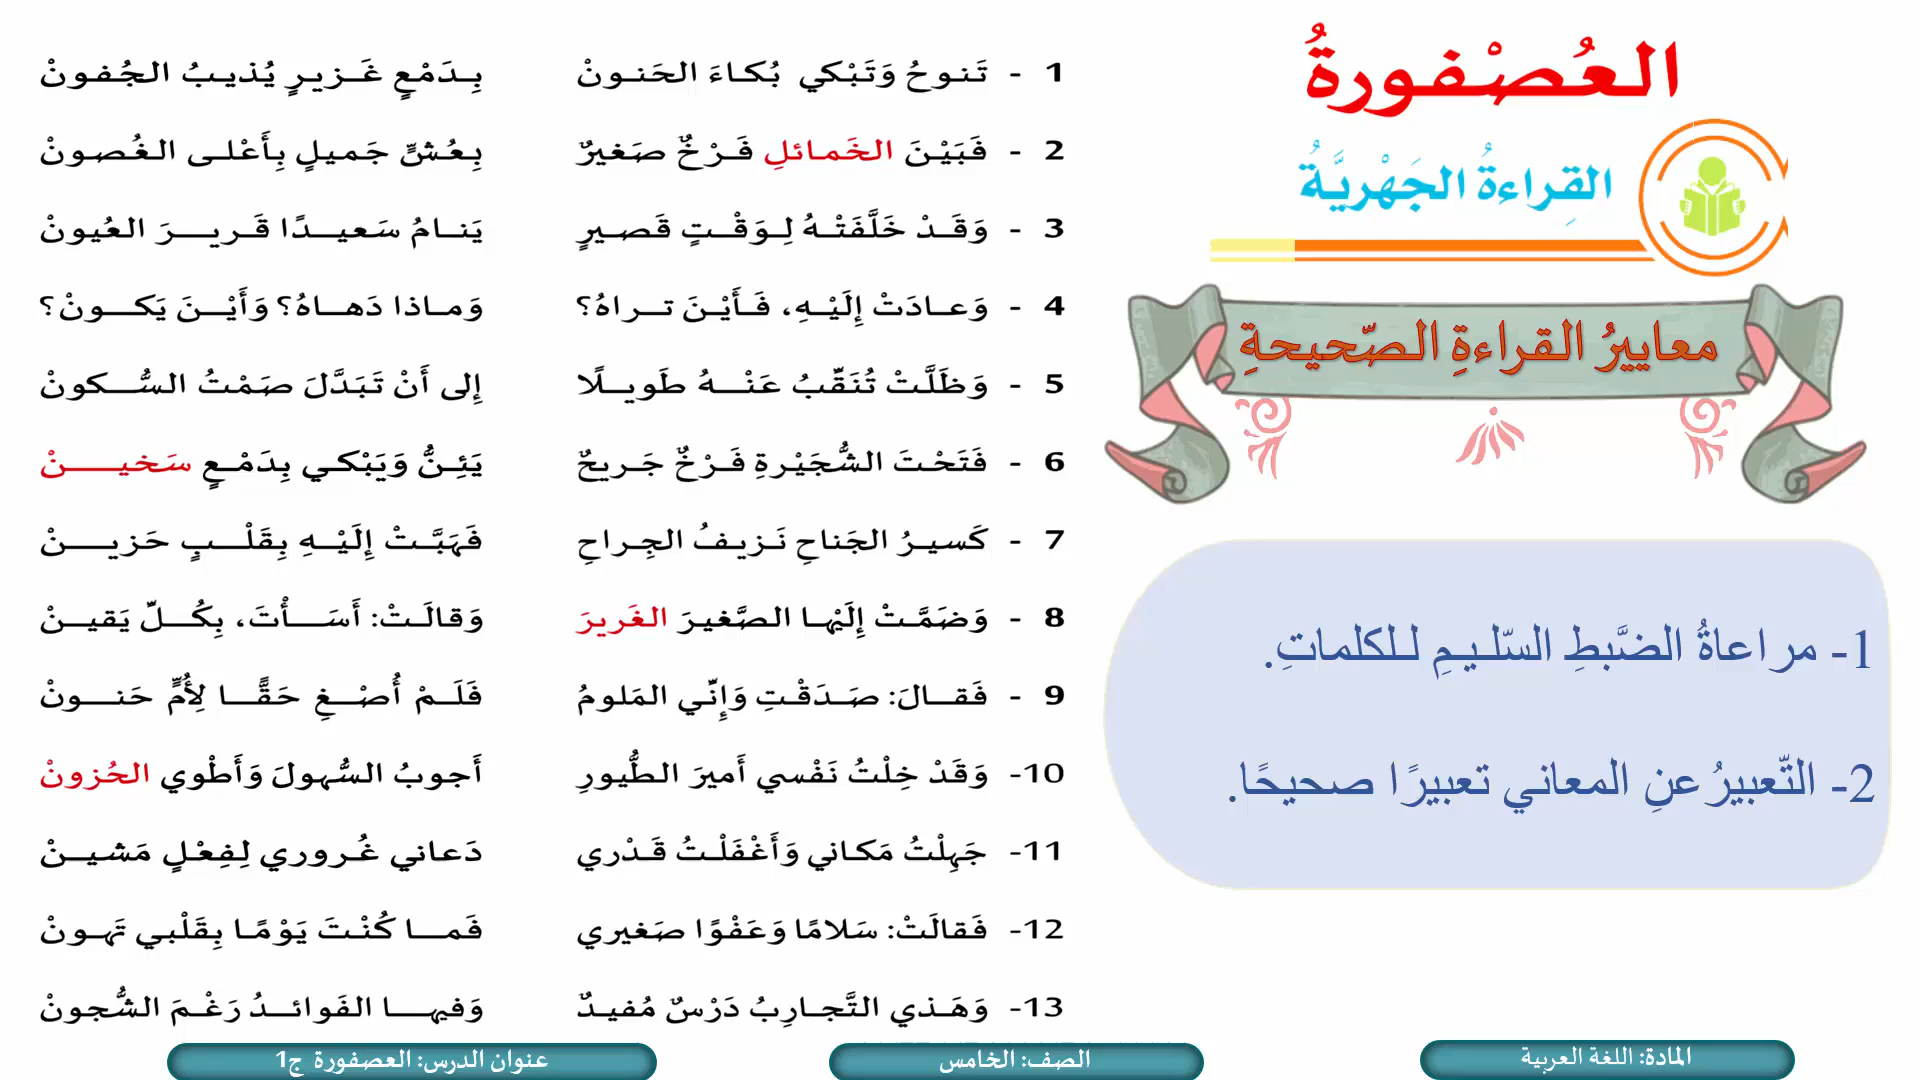 العُصْفورةُ
القِراءةُ الجَهْريَّةُ
معاييرُ القراءةِ الصّحيحةِ
1- مراعاةُ الضَّبطِ السّليمِ للكلماتِ.
2- التّعبيرُ عنِ المعاني تعبيرًا صحيحًا.
1 - تَنوحُ وَتَبْكي بُكاءَ الحَنونْ بِدَمْعٍ غَزيرٍ يُذيبُ الجُفونْ
2 - فَبَيْنَ الخَمائلِ فَرْخٌ صَغيرٌ بِعُشٍّ جَميلٍ بِأَعْلى الغُصونْ
3 - وَقَدْ خَلَّفَتْهُ لِوَقْتٍ قَصيرٍ يَنامُ سَعيدًا قَريرَ العُيونْ
4 - وَعادَتْ إِلَيْهِ، فَأَيْنَ تراهُ؟ وَماذا دَهاهُ؟ وَأَيْنَ يَكونْ؟
5 - وَظَلَّتْ تُنَقِّبُ عَنْهُ طَويلًا إِلى أَنْ تَبَدَّلَ صَمْتُ السُّكونْ
6 - فَتَحْتَ الشُّجَيْرةِ فَرْخٌ جَريحٌ يَئِنُّ وَيَبْكي بِدَمْعٍ سَخينْ
7 - كَسيرُ الجَناحِ نَزيفُ الجِراحِ فَهَبَّتْ إِلَيْهِ بِقَلْبٍ حَزينْ
8 - وَضَمَّتْ إِلَيْها الصَّغيرَ الغَريرَ وَقالَتْ: أَسَأْتَ، بِكُلِّ يَقينْ
9 - فَقالَ: صَدَقْتِ وَإِنّي المَلومُ فَلَمْ أُصْغِ حَقًّا لِأُمٍّ حَنونْ
10- وَقَدْ خِلْتُ نَفْسي أَميرَ الطُّيورِ أَجوبُ السُّهولَ وَأَطْوي الحُزونْ
11- جَهِلْتُ مَكاني وَأَغْفَلْتُ قَدْري دَعاني غُروري لِفِعْلٍ مَشينْ
12- فَقالَتْ: سَلامًا وَعَفْوًا صَغيري فَما كُنْتَ يَوْمًا بِقَلْبي تَهونْ
13- وَهَذي التَّجارِبُ دَرْسٌ مُفيدٌ وَفيها الفَوائدُ رَغْمَ الشُّجونْ
المادة: اللغة العربية
الصف: الخامس
عنوان الدرس: العصفورة ج1